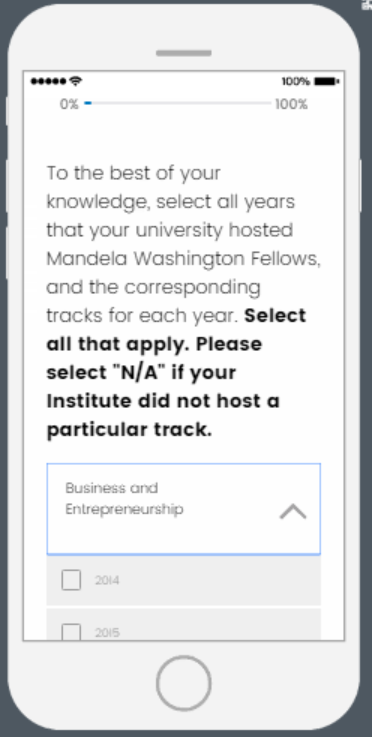 100%
0% 100%
To the best of your
knowledge, select all years
that your university hosted
Mandela Washington Fellows,
and the corresponding
tracks for each year. Select
all that apply. Please
select "N/A" if your
Institute did not host a
particular track.
Business and
Entrepreneurship
2014
2015